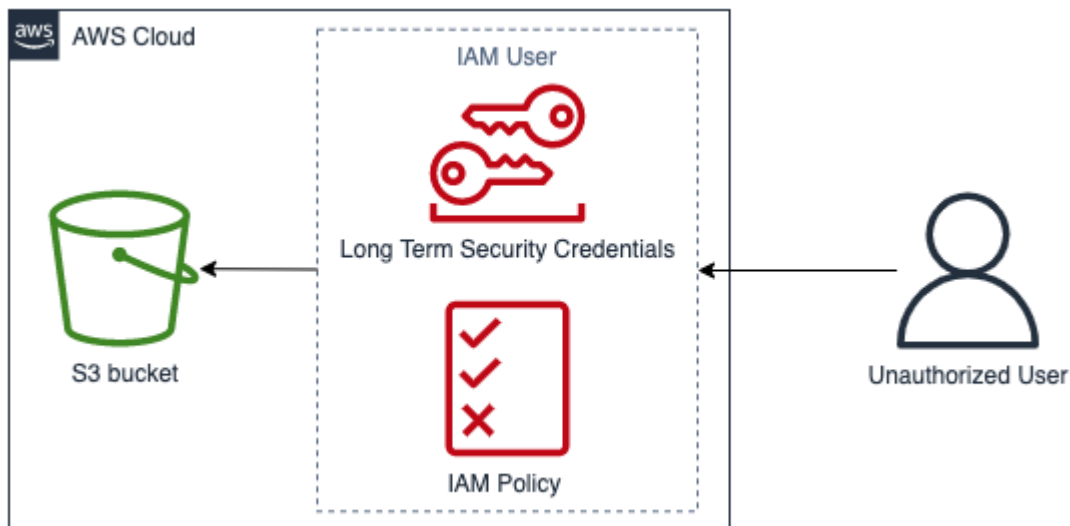 aws
AWS Cloud
IAM User
Long Term Security Credentials
S3 bucket
Unauthorized User
IAM Policy